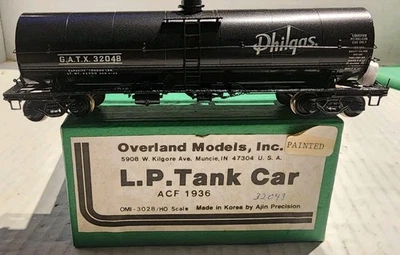 Philgas.
G.A.T.X. 32048
Overland Models, Inc.
5908 W. Kilgore Ave. Muncie, IN 47304 U. S. A.
PAINTED
L.P. Tank Car
ACF 1936
OMI-3028/HO Scale Made in Korea by Ajin Precision